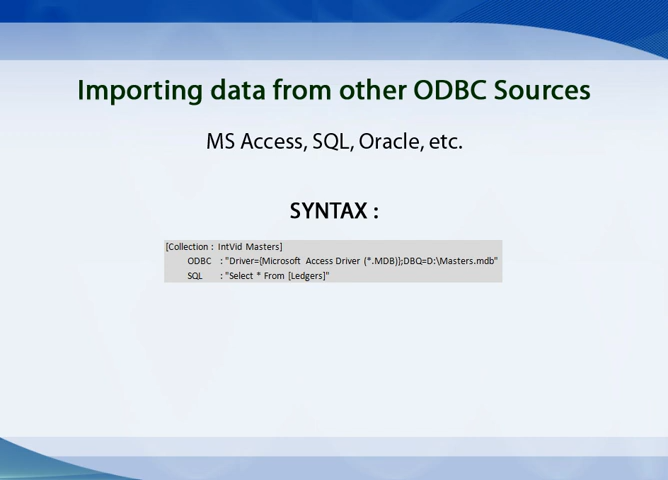 Importing data from other ODBC Sources
MS Access, SQL, Oracle, etc.
SYNTAX :
[Collection : IntVid Masters]
ODBC : "Driver={Microsoft Access Driver (*.MDB)};DBQ=D:\Masters.mdb"
SQL : "Select * From [Ledgers]"